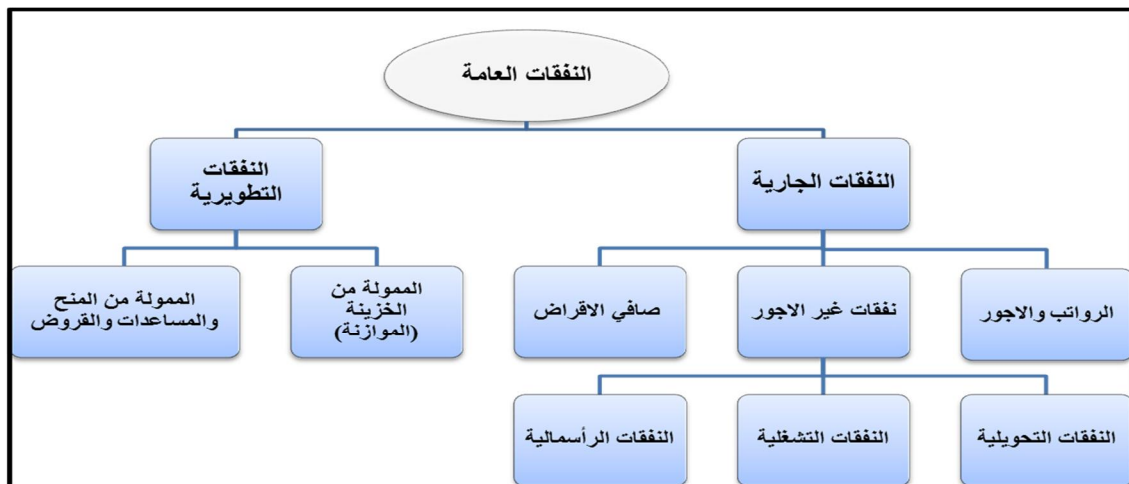 النفقات العامة
النفقات الجارية
النفقات
التطويرية
الرواتب والاجور
نفقات غير الاجور
صافي الاقراض
الممولة من
الخزينة
(الموازنة)
الممولة من المنح
والمساعدات والقروض
النفقات التحويلية
النفقات التشغلية
النفقات الرأسمالية